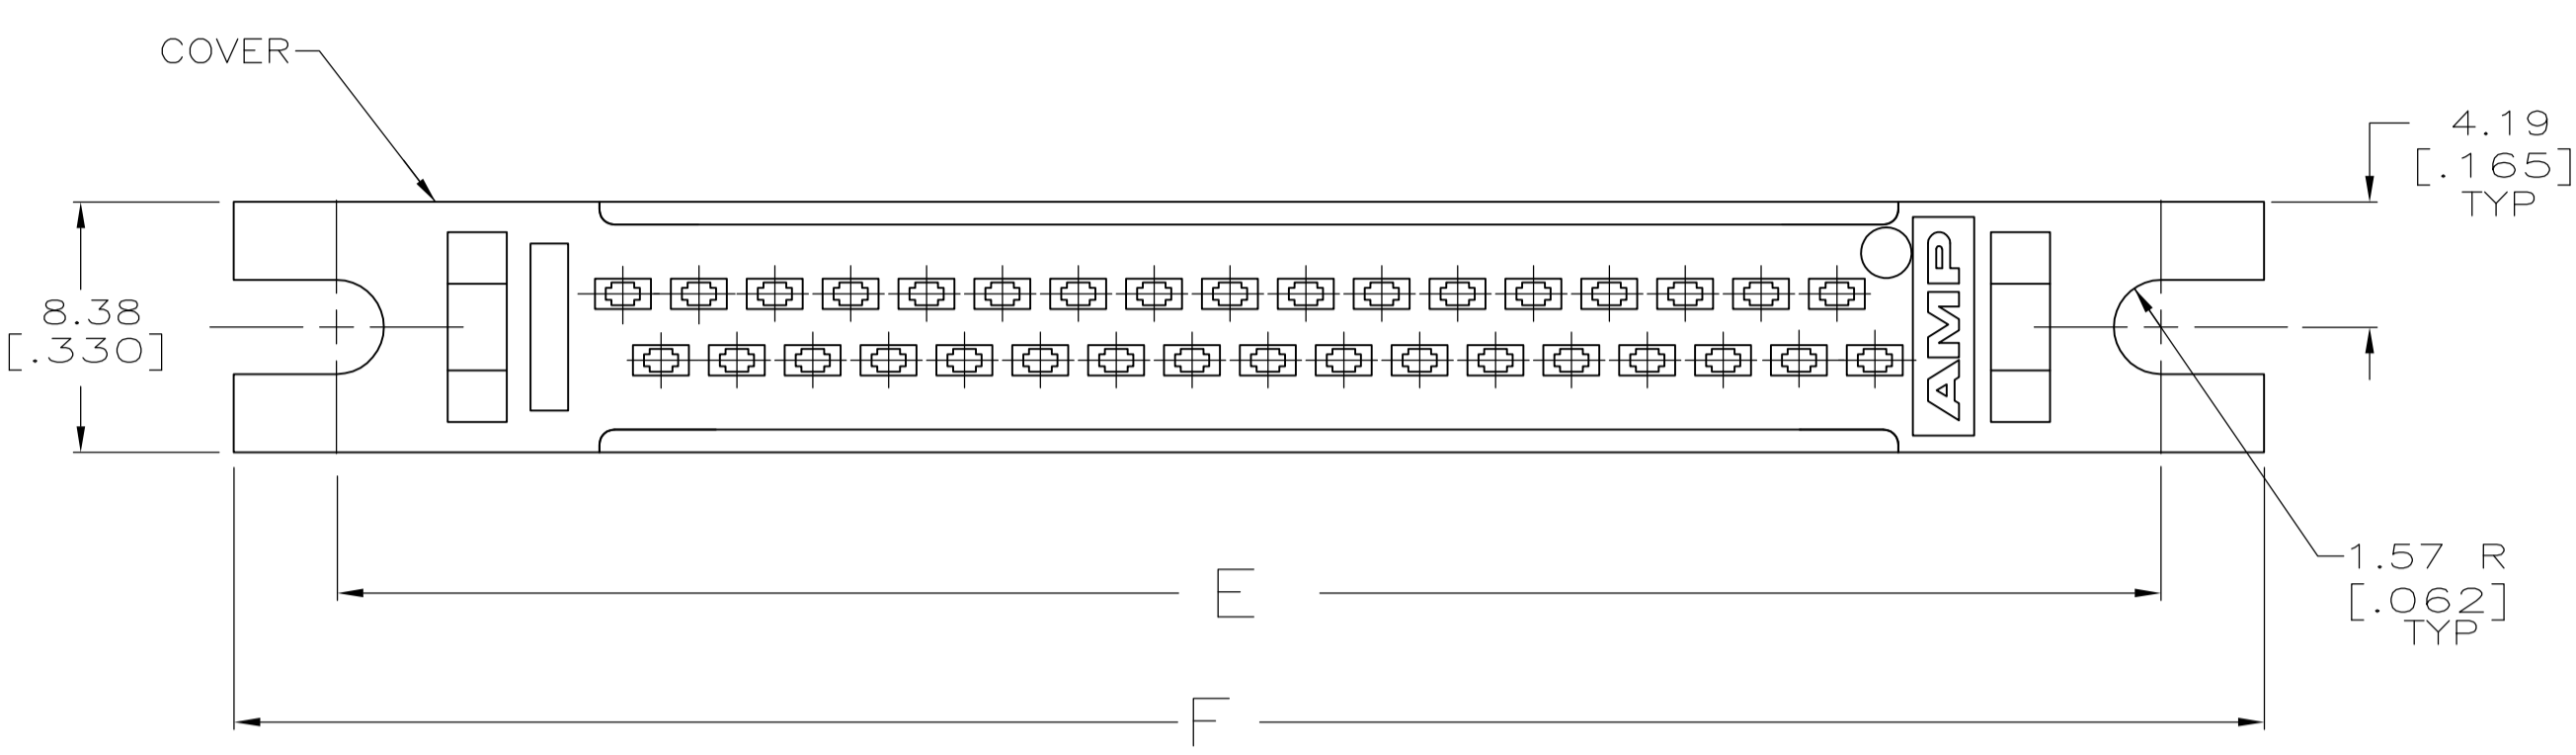 COVER
4.19
[.165]
TYP
8.38
[.330]
AMP
1.57 R
[.062]
TYP
E
F